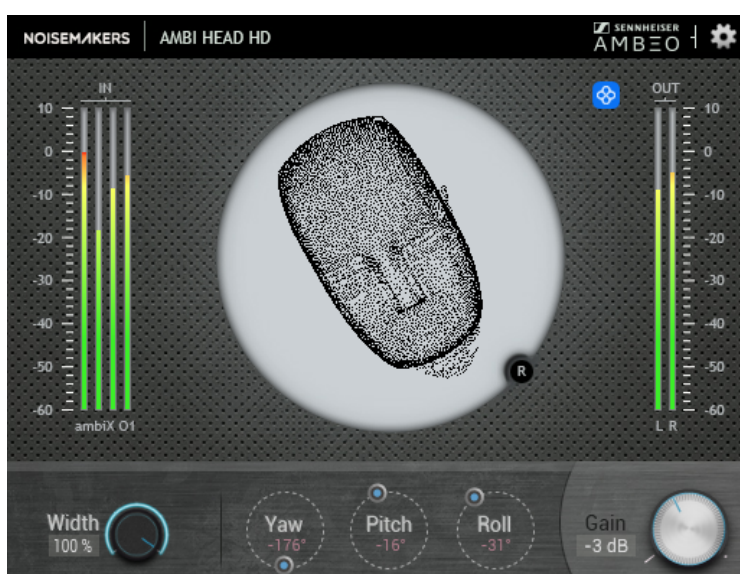 NOISEMAKERS
AMBI HEAD HD
SENNHEISER
AMBEO
IN
OUT
10
0
-10
-20
-30
-40
-50
-60
10
0
-10
-20
-30
-40
-50
-60
ambiX O1
L R
R
Width
100 %
Yaw
-176°
Pitch
-16°
Roll
-31°
Gain
-3 dB